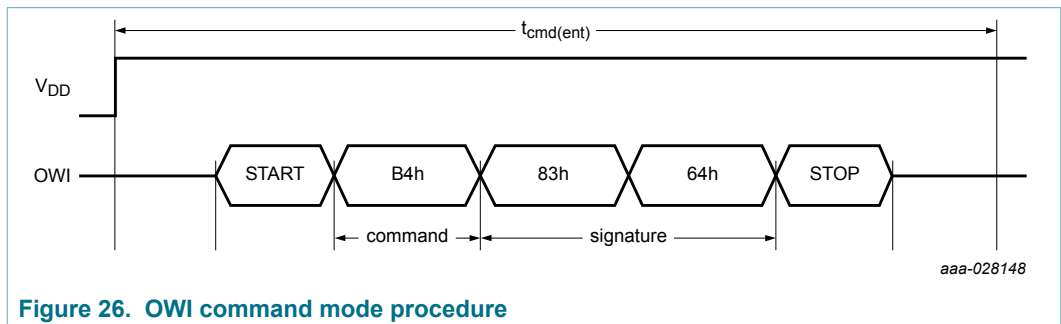 tcmd(ent)
VDD
OWI
START
B4h
83h
64h
STOP
command
signature
aaa-028148
Figure 26. OWI command mode procedure